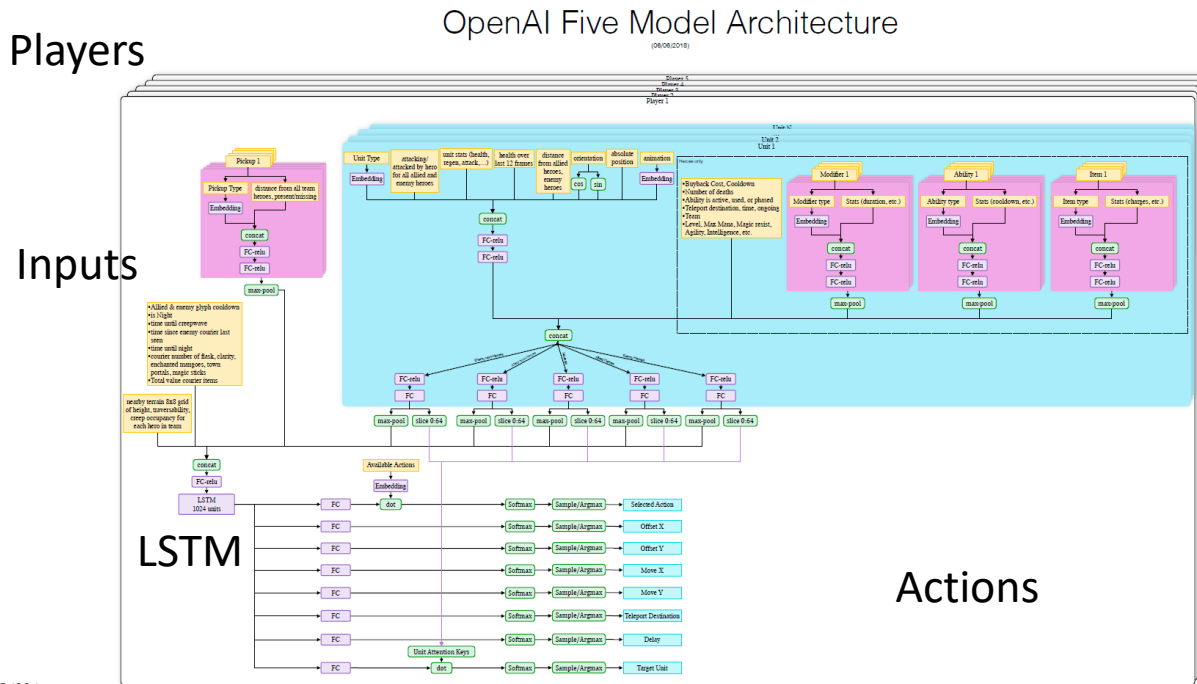 OpenAI Five Model Architecture
(06/06/2018)
Players
Player 5
Player 4
Player 3
Player 2
Player 1
Inputs
Pickup 1
Pickup Type
distance from all team
heroes, present/missing
Embedding
concat
FC-relu
FC-relu
max-pool
•Allied & enemy glyph cooldown
•is Night
•time until creepwave
•time since enemy courier last
seen
•time until night
•courier number of flask, clarity,
enchanted mangoes, town
portals, magic sticks
•Total value courier items
nearby terrain 8x8 grid
of height, traversability,
creep occupancy for
each hero in team
Unit 2
Unit 1
Unit Type
Embedding
attacking/
attacked by hero
for all allied and
enemy heroes
unit stats (health,
regen, attack, ...)
health over
last 12 frames
distance
from allied
heroes,
enemy
heroes
orientation
cos
sin
absolute
position
animation
Embedding
concat
FC-relu
FC-relu
Heroes only
•Buyback Cost, Cooldown
•Number of deaths
•Ability is active, used, or phased
•Teleport destination, time, ongoing
•Team
•Level, Max Mana, Magic resist,
Agility, Intelligence, etc.
Modifier 1
Modifier type
Stats (duration, etc.)
Embedding
concat
FC-relu
FC-relu
max-pool
Ability 1
Ability type
Stats (cooldown, etc.)
Embedding
concat
FC-relu
FC-relu
max-pool
Item 1
Item type
Stats (charges, etc.)
Embedding
concat
FC-relu
FC-relu
max-pool
concat
FC-relu
FC-relu
FC-relu
FC-relu
FC-relu
FC
FC
FC
FC
FC
max-pool
slice 0:64
max-pool
slice 0:64
max-pool
slice 0:64
max-pool
slice 0:64
max-pool
slice 0:64
concat
FC-relu
LSTM
1024 units
LSTM
Available Actions
Embedding
FC
dot
Softmax
Sample/Argmax
Selected Action
FC
Softmax
Sample/Argmax
Offset X
FC
Softmax
Sample/Argmax
Offset Y
FC
Softmax
Sample/Argmax
Move X
FC
Softmax
Sample/Argmax
Move Y
FC
Softmax
Sample/Argmax
Teleport Destination
FC
Softmax
Sample/Argmax
Delay
Unit Attention Keys
FC
dot
Softmax
Sample/Argmax
Target Unit
Actions